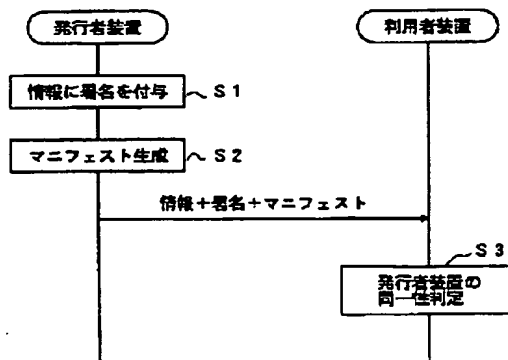 発行者装置
利用者装置
情報に署名を付与
S1
マニフェスト生成
S2
情報+署名+マニフェスト
S3
発行者装置の
同一性判定